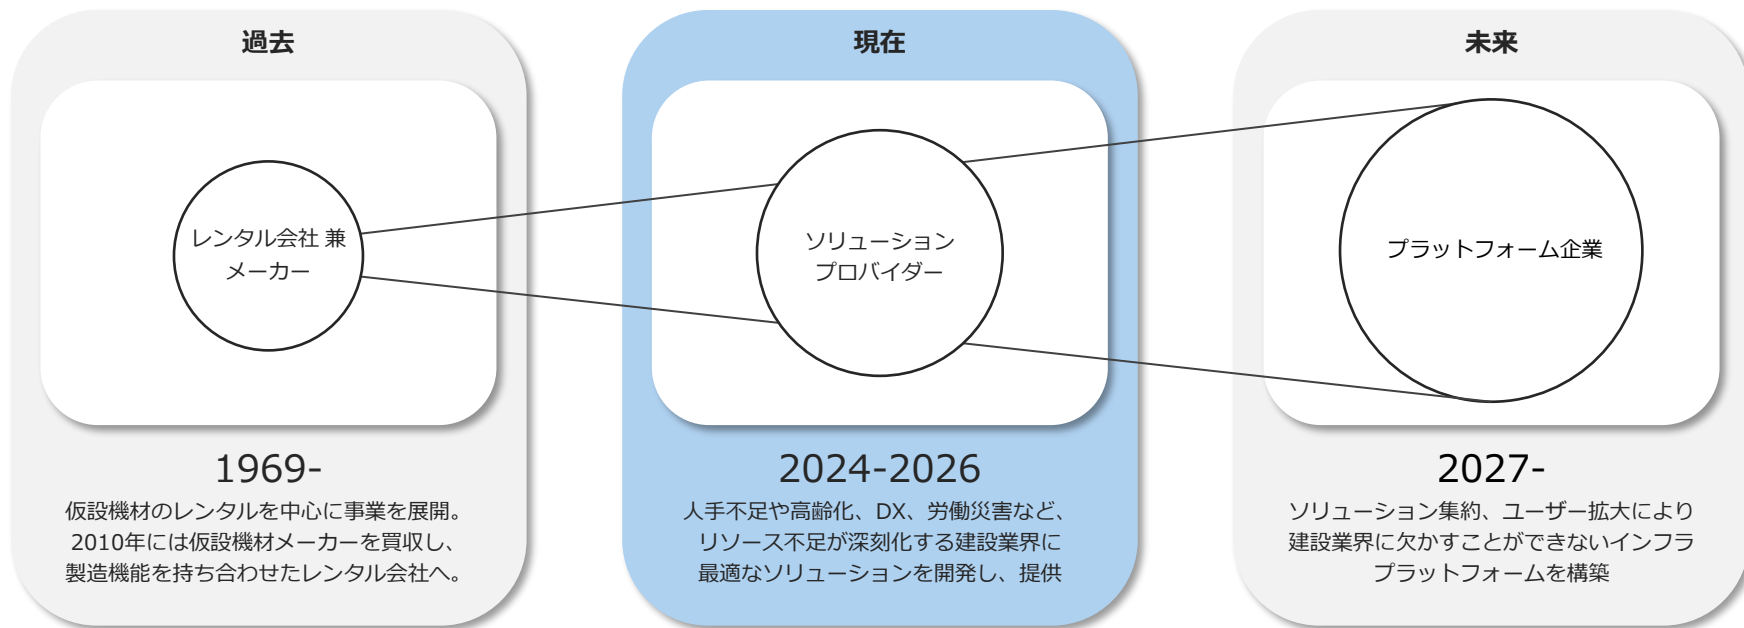 過去
レンタル会社 兼
メーカー
1969-
仮設機材のレンタルを中心に事業を展開。
2010年には仮設機材メーカーを買収し、
製造機能を持ち合わせたレンタル会社へ。
現在
ソリューション
プロバイダー
2024-2026
人手不足や高齢化、DX、労働災害など、
リソース不足が深刻化する建設業界に
最適なソリューションを開発し、提供
未来
プラットフォーム企業
2027-
ソリューション集約、ユーザー拡大により
建設業界に欠かすことができないインフラ
プラットフォームを構築